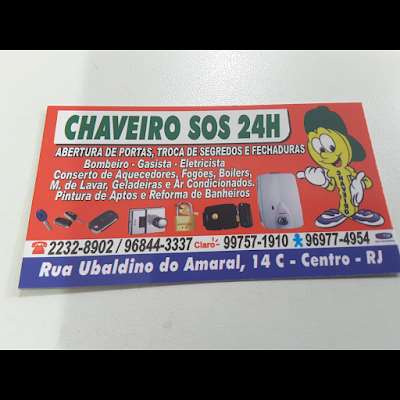 CHAVEIRO SOS 24H
ABERTURA DE PORTAS, TROCA DE SEGREDOS E FECHADURAS
Bombeiro - Gasista - Eletricista
Conserto de Aquecedores, Fogões, Boilers,
M. de Lavar, Geladeiras e Ar Condicionados.
Pintura de Aptos e Reforma de Banheiros
CHAVEIRO
2232-8902 / 96844-3337 Claro 99757-1910 96977-4954
Rua Ubaldino do Amaral, 14 C - Centro - RJ